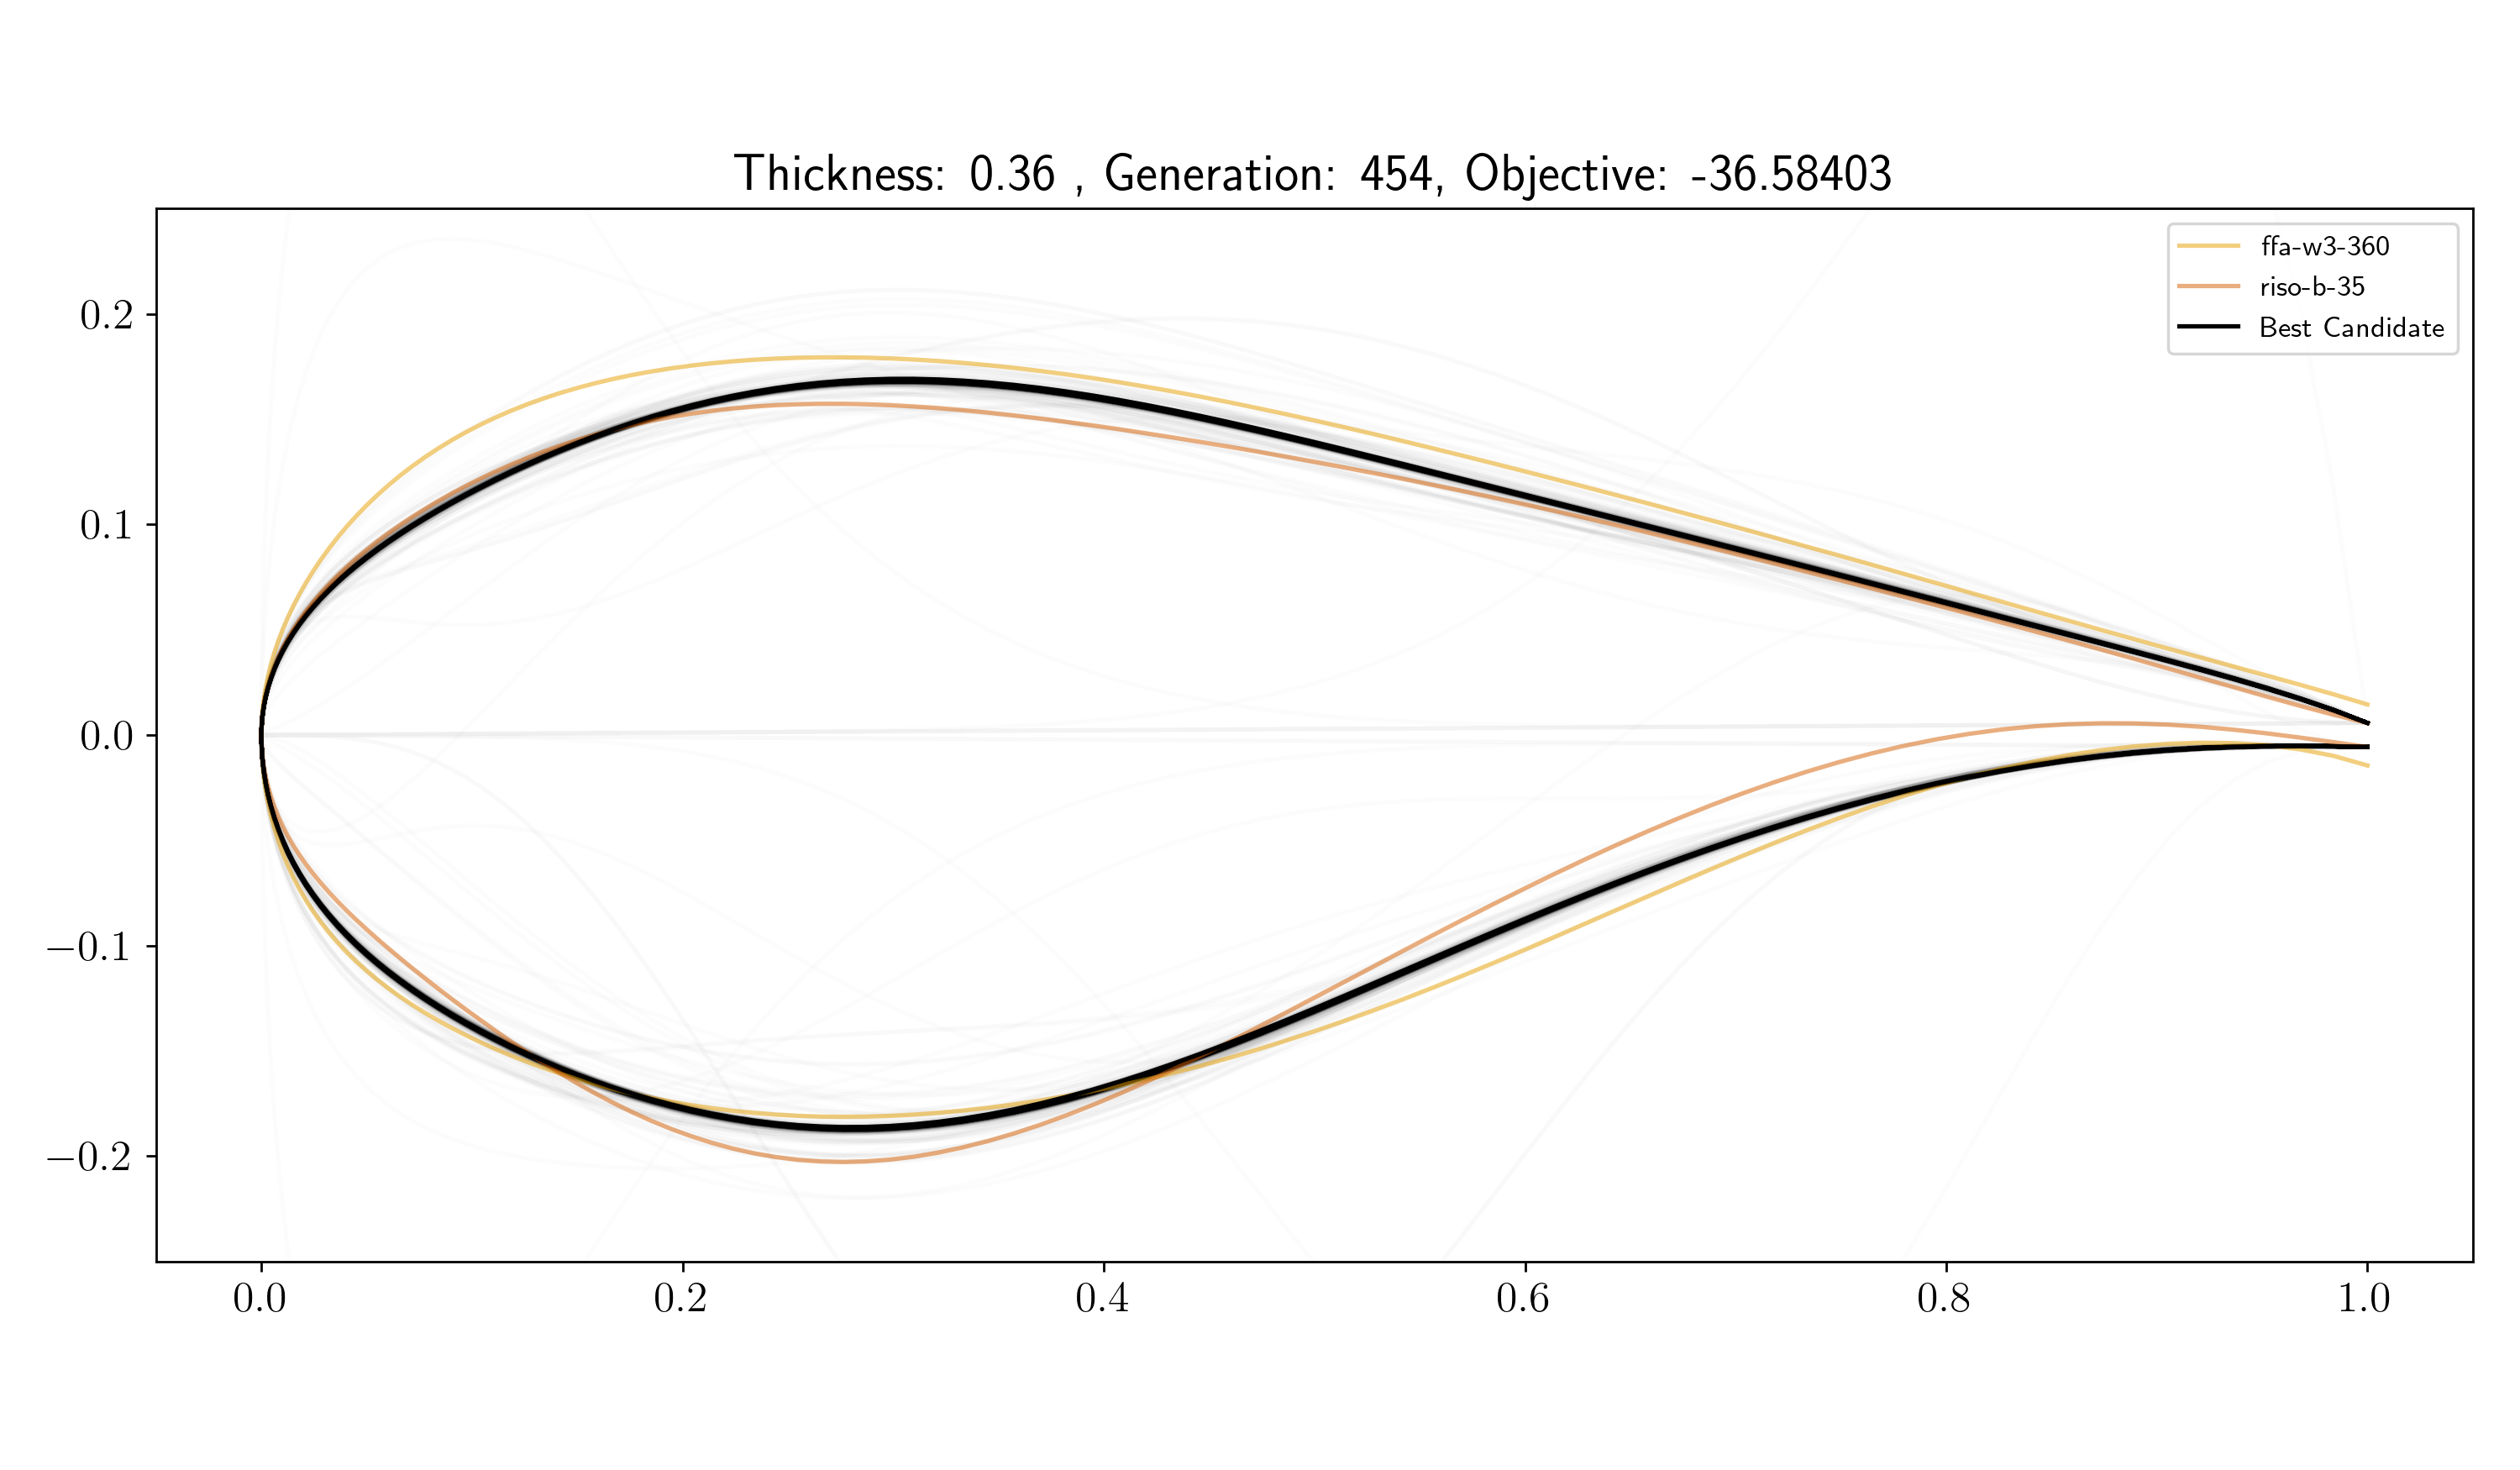 Thickness: 0.36 , Generation: 454, Objective: -36.58403
ffa-w3-360
riso-b-35
Best Candidate
0.2
0.1
0.0
−0.1
−0.2
0.0 0.2 0.4 0.6 0.8 1.0